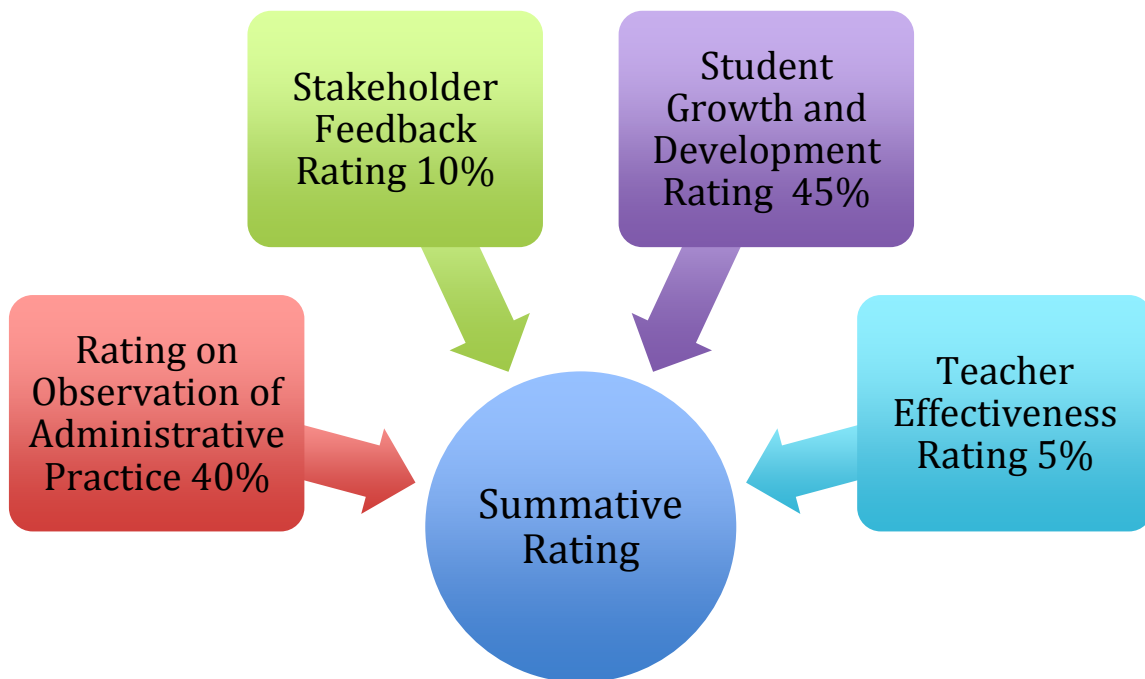 Stakeholder
Feedback
Rating 10%
Student
Growth and
Development
Rating 45%
Rating on
Observation of
Administrative
Practice 40%
Teacher
Effectiveness
Rating 5%
Summative
Rating